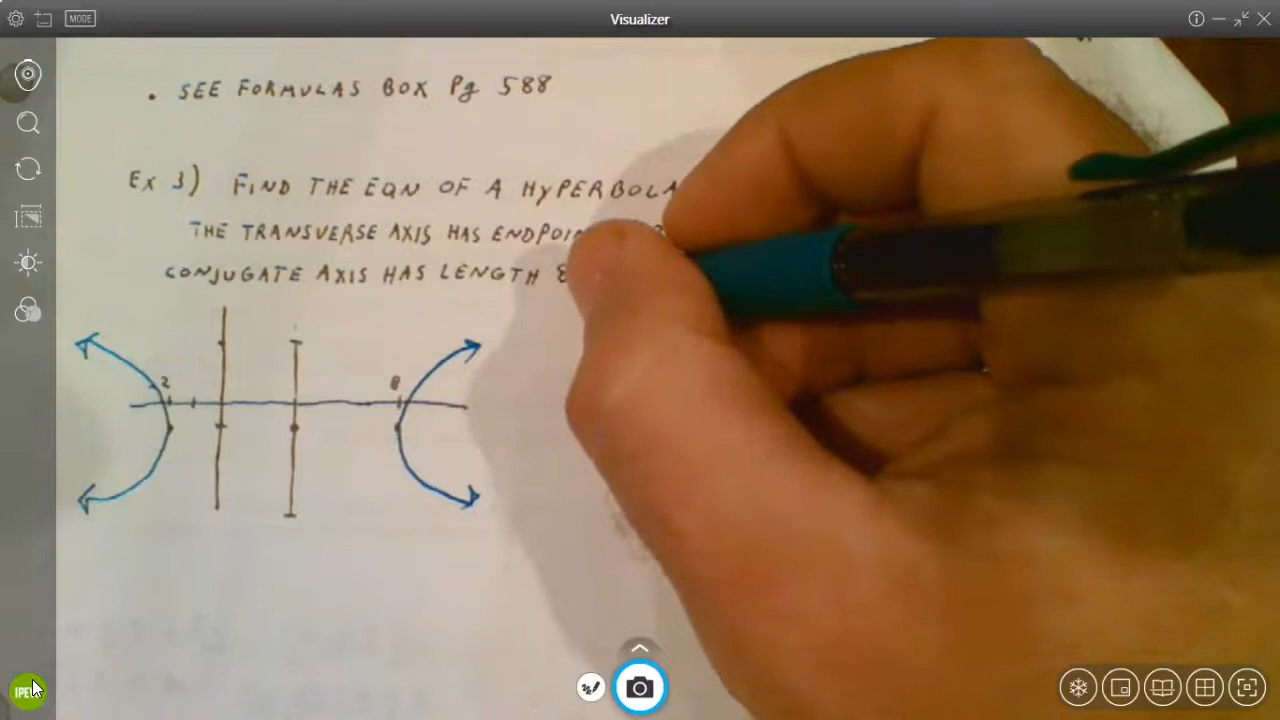 Visualizer
MODE
. SEE FORMULAS BOX Pg 588
Ex 3) FIND THE EQN OF A HYPERBOLA
THE TRANSVERSE AXIS HAS
CONJUGATE AXIS HAS LENGTH
-2
8